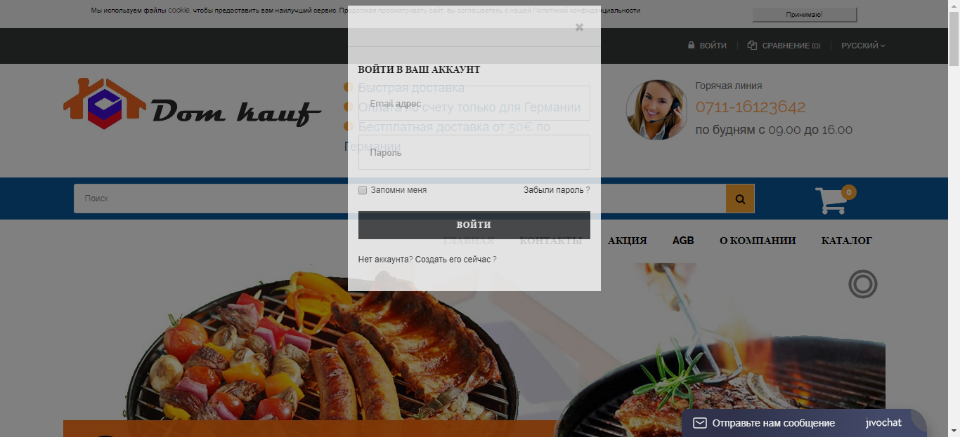 Мы используем файлы cookie, чтобы предоставить вам наилучший сервис. Продолжая просматривать сайт, вы соглашаетесь с нашей Политикой конфиденциальности
Принимаю!
ВОЙТИ
СРАВНЕНИЕ (0)
РУССКИЙ
Dom kauf
Быстрая доставка
Оплата по счету только для Германии
Бестплатная доставка от 50€ по
Германии
Горячая линия
0711-16123642
по будням с 09.00 до 16.00
ВОЙТИ В ВАШ АККАУНТ
Email адрес
Пароль
Запомни меня
Забыли пароль ?
ВОЙТИ
Нет аккаунта? Создать его сейчас ?
Поиск
0
ГЛАВНАЯ
КОНТАКТЫ
АКЦИЯ
AGB
О КОМПАНИИ
КАТАЛОГ
Отправьте нам сообщение
jivochat